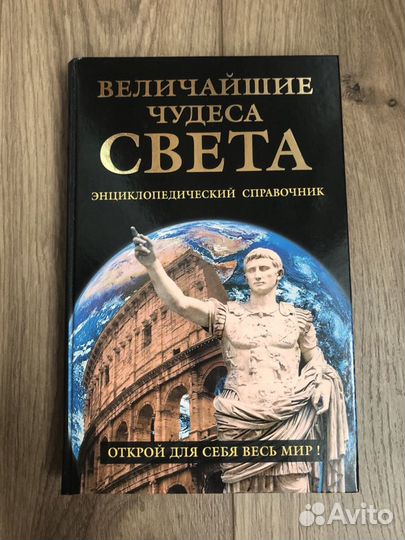 ВЕЛИЧАЙШИЕ
ЧУДЕСА
СВЕТА
ЭНЦИКЛОПЕДИЧЕСКИЙ СПРАВОЧНИК
ОТКРОЙ ДЛЯ СЕБЯ ВЕСЬ МИР !
Avito